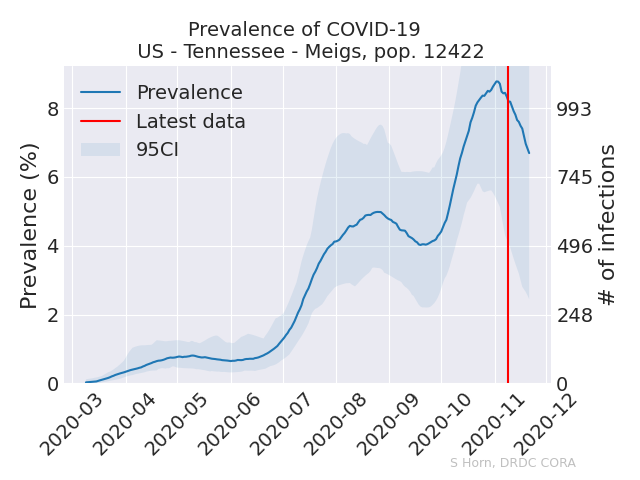 Prevalence of COVID-19
US - Tennessee - Meigs, pop. 12422
Prevalence
Latest data
95CI
Prevalence (%)
8
6
4
2
0
993
745
496
248
0
# of infections
2020-03
2020-04
2020-05
2020-06
2020-07
2020-08
2020-09
2020-10
2020-11
2020-12
S Horn, DRDC CORA